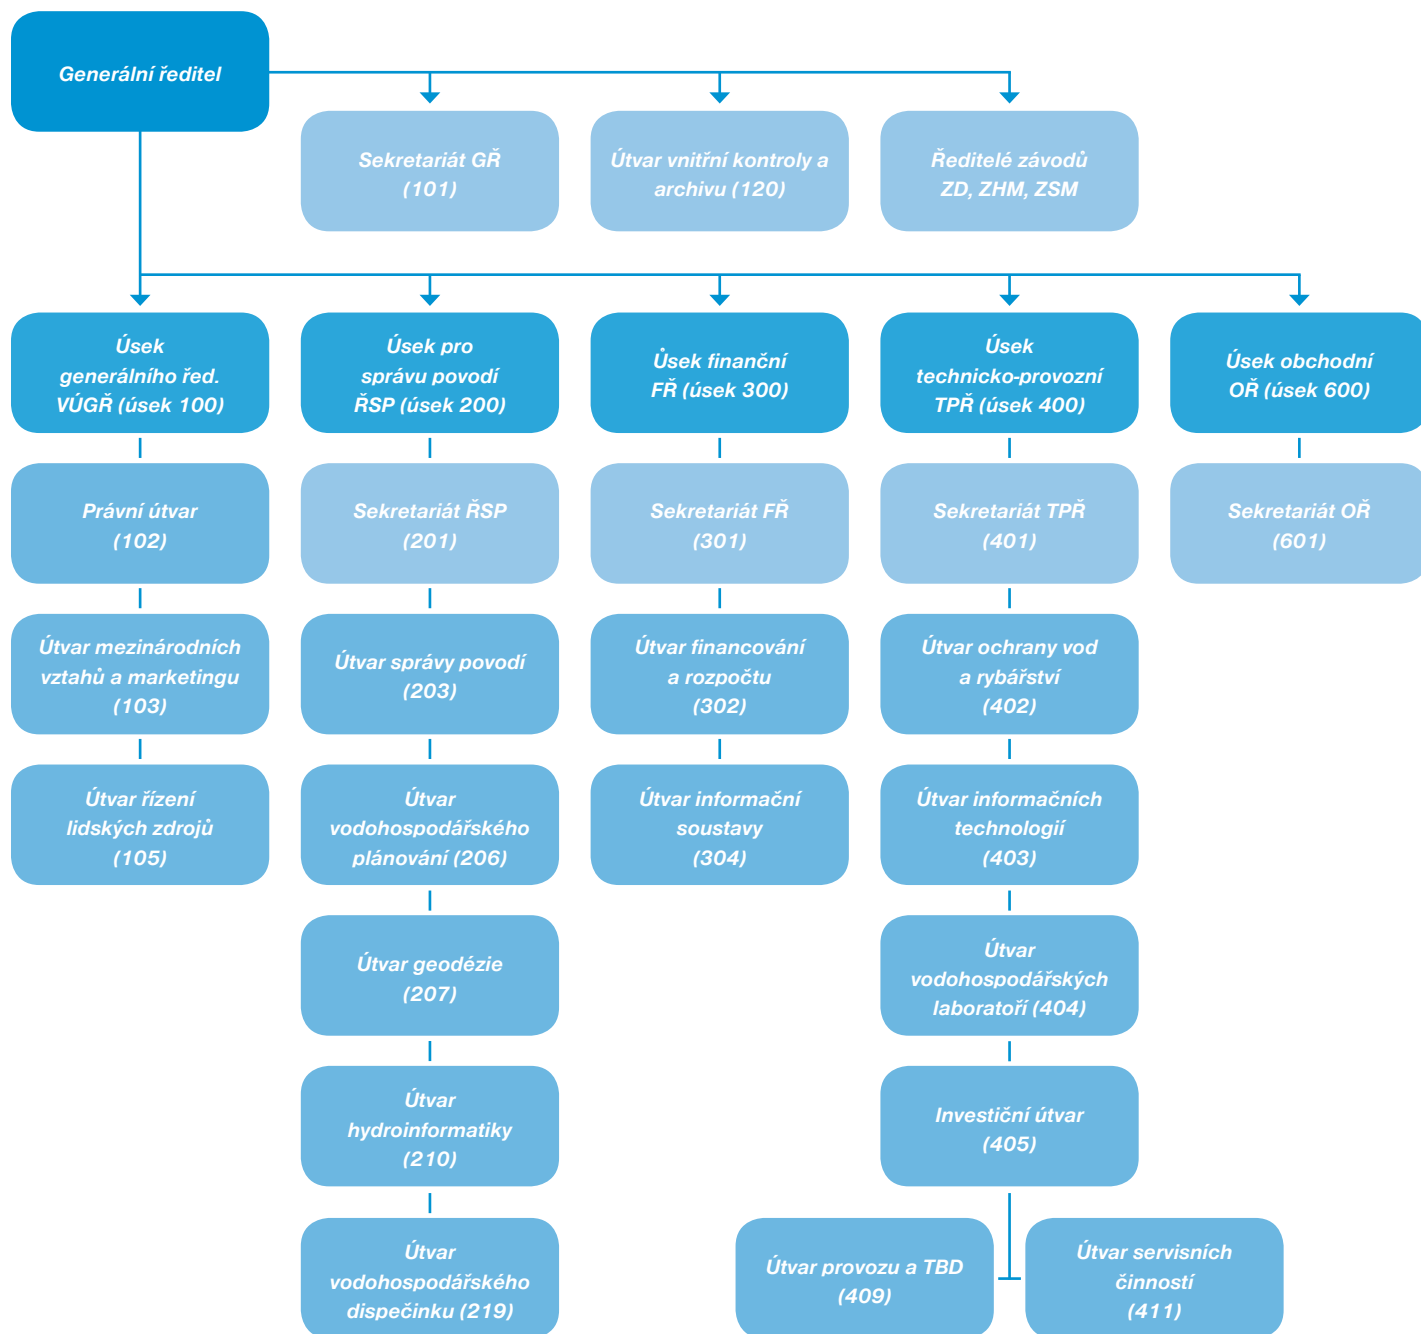 Generální ředitel
Sekretariát GŘ
(101)
Útvar vnitřní kontroly a
archivu (120)
Ředitelé závodů
ZD, ZHM, ZSM
Úsek
generálního řed.
VÚGŘ (úsek 100)
Úsek pro
správu povodí
ŘSP (úsek 200)
Ůsek finanční
FŘ (úsek 300)
Úsek
technicko-provozní
TPŘ (úsek 400)
Úsek obchodní
OŘ (úsek 600)
Právní útvar
(102)
Sekretariát ŘSP
(201)
Sekretariát FŘ
(301)
Sekretariát TPŘ
(401)
Sekretariát OŘ
(601)
Útvar mezinárodních
vztahů a marketingu
(103)
Útvar správy povodí
(203)
Útvar financování
a rozpočtu
(302)
Útvar ochrany vod
a rybářství
(402)
Útvar řízení
lidských zdrojů
(105)
Útvar
vodohospodářského
plánování (206)
Útvar informační
soustavy
(304)
Útvar informačních
technologií
(403)
Útvar geodézie
(207)
Útvar
vodohospodářských
laboratoří (404)
Útvar
hydroinformatiky
(210)
Investiční útvar
(405)
Útvar
vodohospodářského
dispečinku (219)
Útvar provozu a TBD
(409)
Útvar servisních
činností
(411)